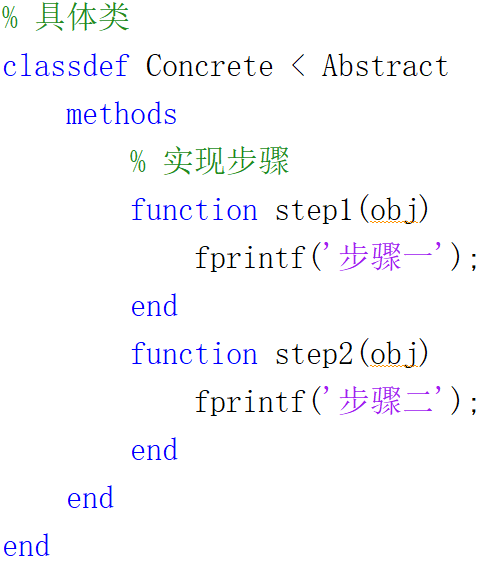 % 具体类
classdef Concrete < Abstract
    methods
        % 实现步骤
        function step1(obj)
            fprintf('步骤一');
        end
        function step2(obj)
            fprintf('步骤二');
        end
    end
end